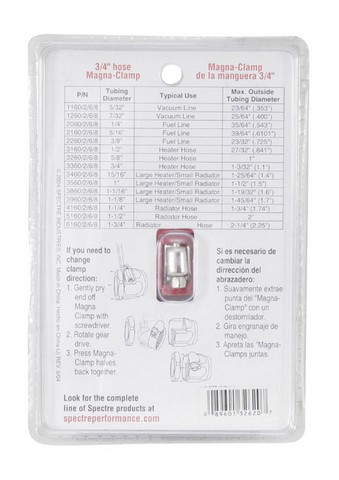 3/4" hose
Magna-Clamp
Magna-Clamp
de la manguera 3/4"
P/N Tubing Diameter Typical Use Max. Outside Tubing Diameter
1160/2/6/8 5/32" Vacuum Line 23/64" (.363")
1260/2/6/8 7/32" Vacuum Line 25/64" (.400")
2060/2/6/8 1/4" Fuel Line 35/64" (.543")
2160/2/6/8 5/16" Fuel Line 39/64" (.6101")
2260/2/6/8 3/8" Fuel Line 23/32" (.725")
3160/2/6/8 1/2" Heater Hose 27/32" (.841")
3260/2/6/8 5/8" Heater Hose 1"
3360/2/6/8 3/4" Heater Hose 1-3/32" (1.1")
3460/2/6/8 15/16" Large Heater/Small Radiator 1-25/64" (1.4")
3560/2/6/8 1" Large Heater/Small Radiator 1-1/2" (1.5")
3860/2/6/8 1-1/16" Large Heater/Small Radiator 1-19/32" (1.6")
3960/2/6/8 1-1/8" Large Heater/Small Radiator 1-45/64" (1.7")
4160/2/6/8 1-1/4" Radiator Hose 1-3/4" (1.74")
5160/2/6/8 1-1/2" Radiator Hose 2"
6160/2/6/8 1-3/4" Radiator Hose 2-1/4" (2.25")
If you need to
change
clamp
direction:
1. Gently pry
end off
Magna
Clamp with
screwdriver.
2. Rotate gear
drive.
3. Press Magna
Clamp halves
back together.
Si es necesario de
cambiar la
dirrección del
abrazadero:
1. Suavamente extrae
punta del "Magna-
Clamp" con un
destornilador.
2. Gira engranaje de
manejo.
3. Apreta las "Mag-
Clamps juntas.
Look for the complete
line of Spectre products at
spectreperformance.com
0 89601 32620 7